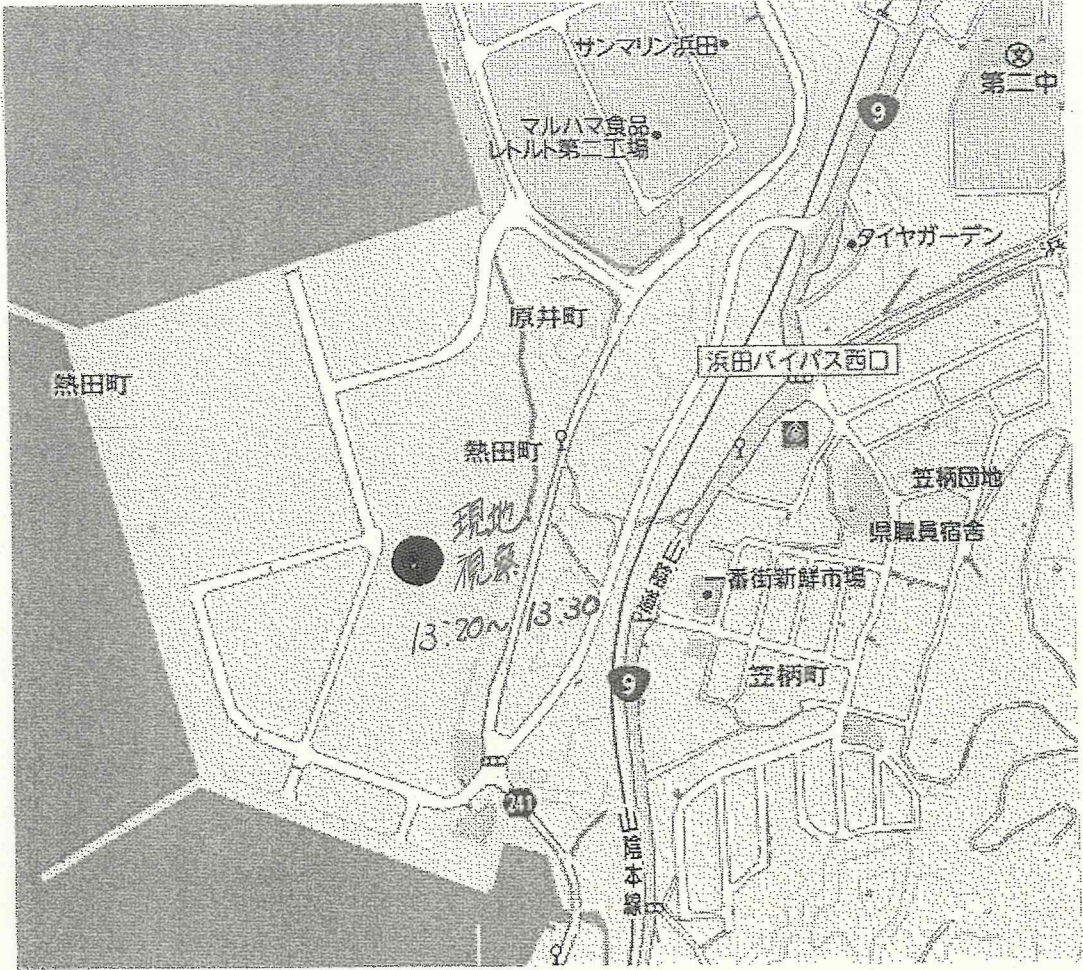 サンマリン浜田
第二中
9
マルハマ食品
レトルト第二工場
タイヤガーデン
原井町
浜田バイパス西口
熱田町
熱田町
笠柄団地
県職員宿舎
現地
視察
一番街新鮮市場
13:20～13:30
笠柄町
9
241
山陰本線